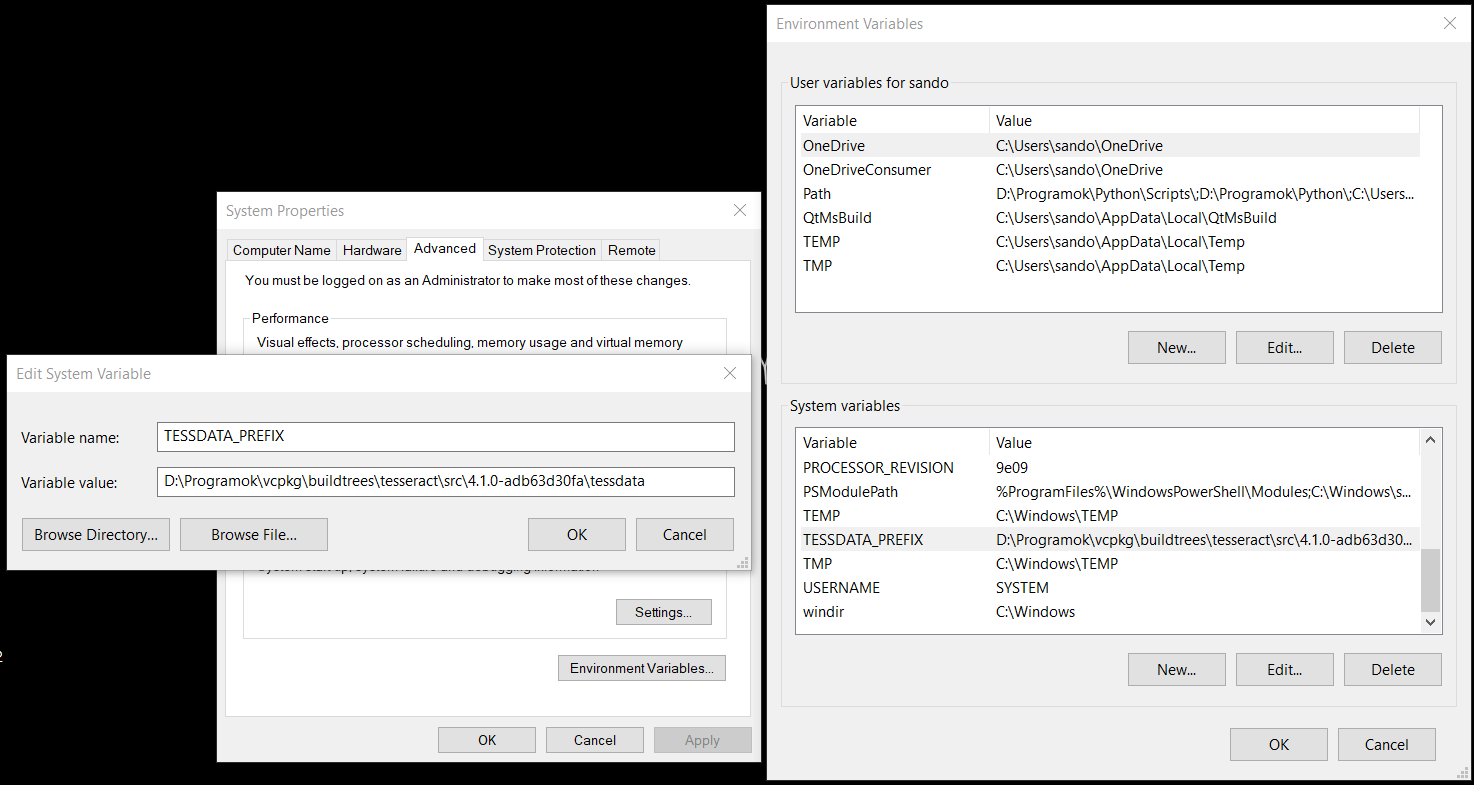 Environment Variables
User variables for sando
Variable Value
OneDrive C:\Users\sando\OneDrive
OneDriveConsumer C:\Users\sando\OneDrive
Path D:\Programok\Python\Scripts\;D:\Programok\Python\;C:\Users...
QtMsBuild C:\Users\sando\AppData\Local\QtMsBuild
TEMP C:\Users\sando\AppData\Local\Temp
TMP C:\Users\sando\AppData\Local\Temp
New... Edit... Delete
System variables
Variable Value
PROCESSOR_REVISION 9e09
PSModulePath %ProgramFiles%\WindowsPowerShell\Modules;C:\Windows\s...
TEMP C:\Windows\TEMP
TESSDATA_PREFIX D:\Programok\vcpkg\buildtrees\tesseract\src\4.1.0-adb63d30...
TMP C:\Windows\TEMP
USERNAME SYSTEM
windir C:\Windows
New... Edit... Delete
OK Cancel
System Properties
Computer Name Hardware Advanced System Protection Remote
You must be logged on as an Administrator to make most of these changes.
Performance
Visual effects, processor scheduling, memory usage and virtual memory
Edit System Variable
Variable name: TESSDATA_PREFIX
Variable value: D:\Programok\vcpkg\buildtrees\tesseract\src\4.1.0-adb63d30fa\tessdata
Browse Directory... Browse File... OK Cancel
Settings...
Environment Variables...
OK Cancel Apply